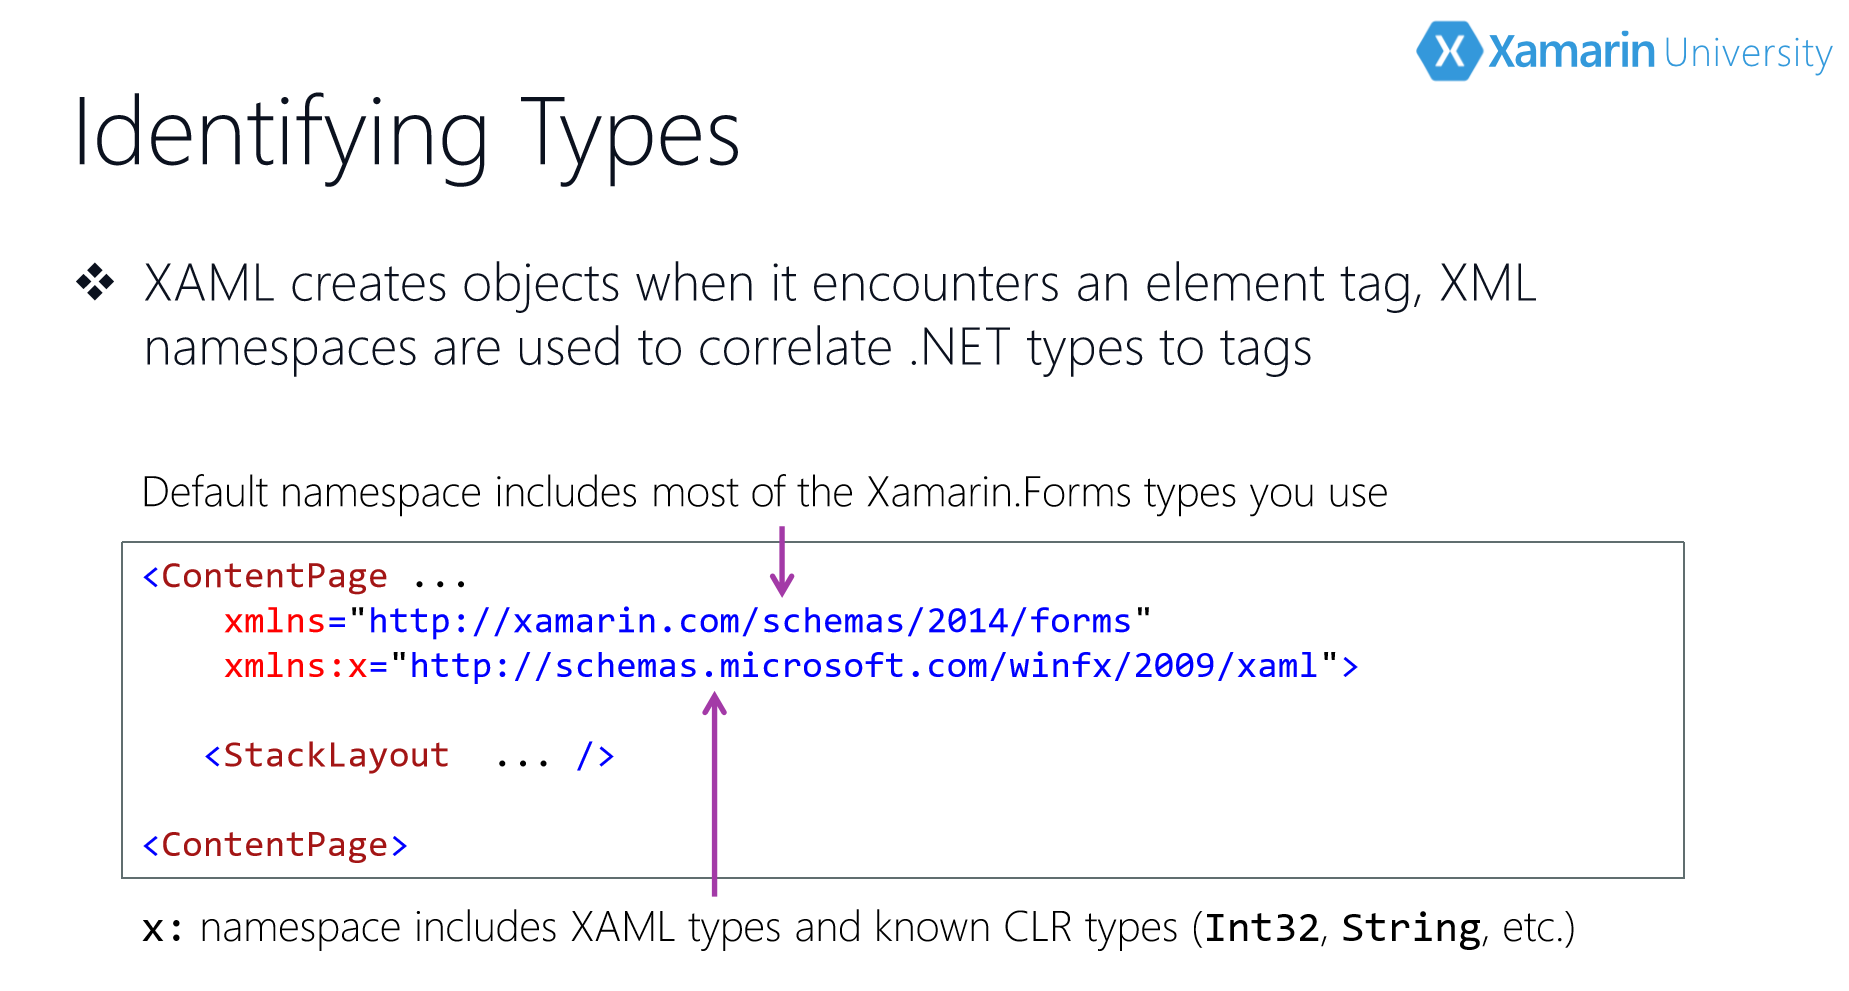 Xamarin University
Identifying Types
❖ XAML creates objects when it encounters an element tag, XML
namespaces are used to correlate .NET types to tags
Default namespace includes most of the Xamarin.Forms types you use
<ContentPage ...
    xmlns="http://xamarin.com/schemas/2014/forms"
    xmlns:x="http://schemas.microsoft.com/winfx/2009/xaml">
   <StackLayout  ... />
<ContentPage>
x: namespace includes XAML types and known CLR types (Int32, String, etc.)